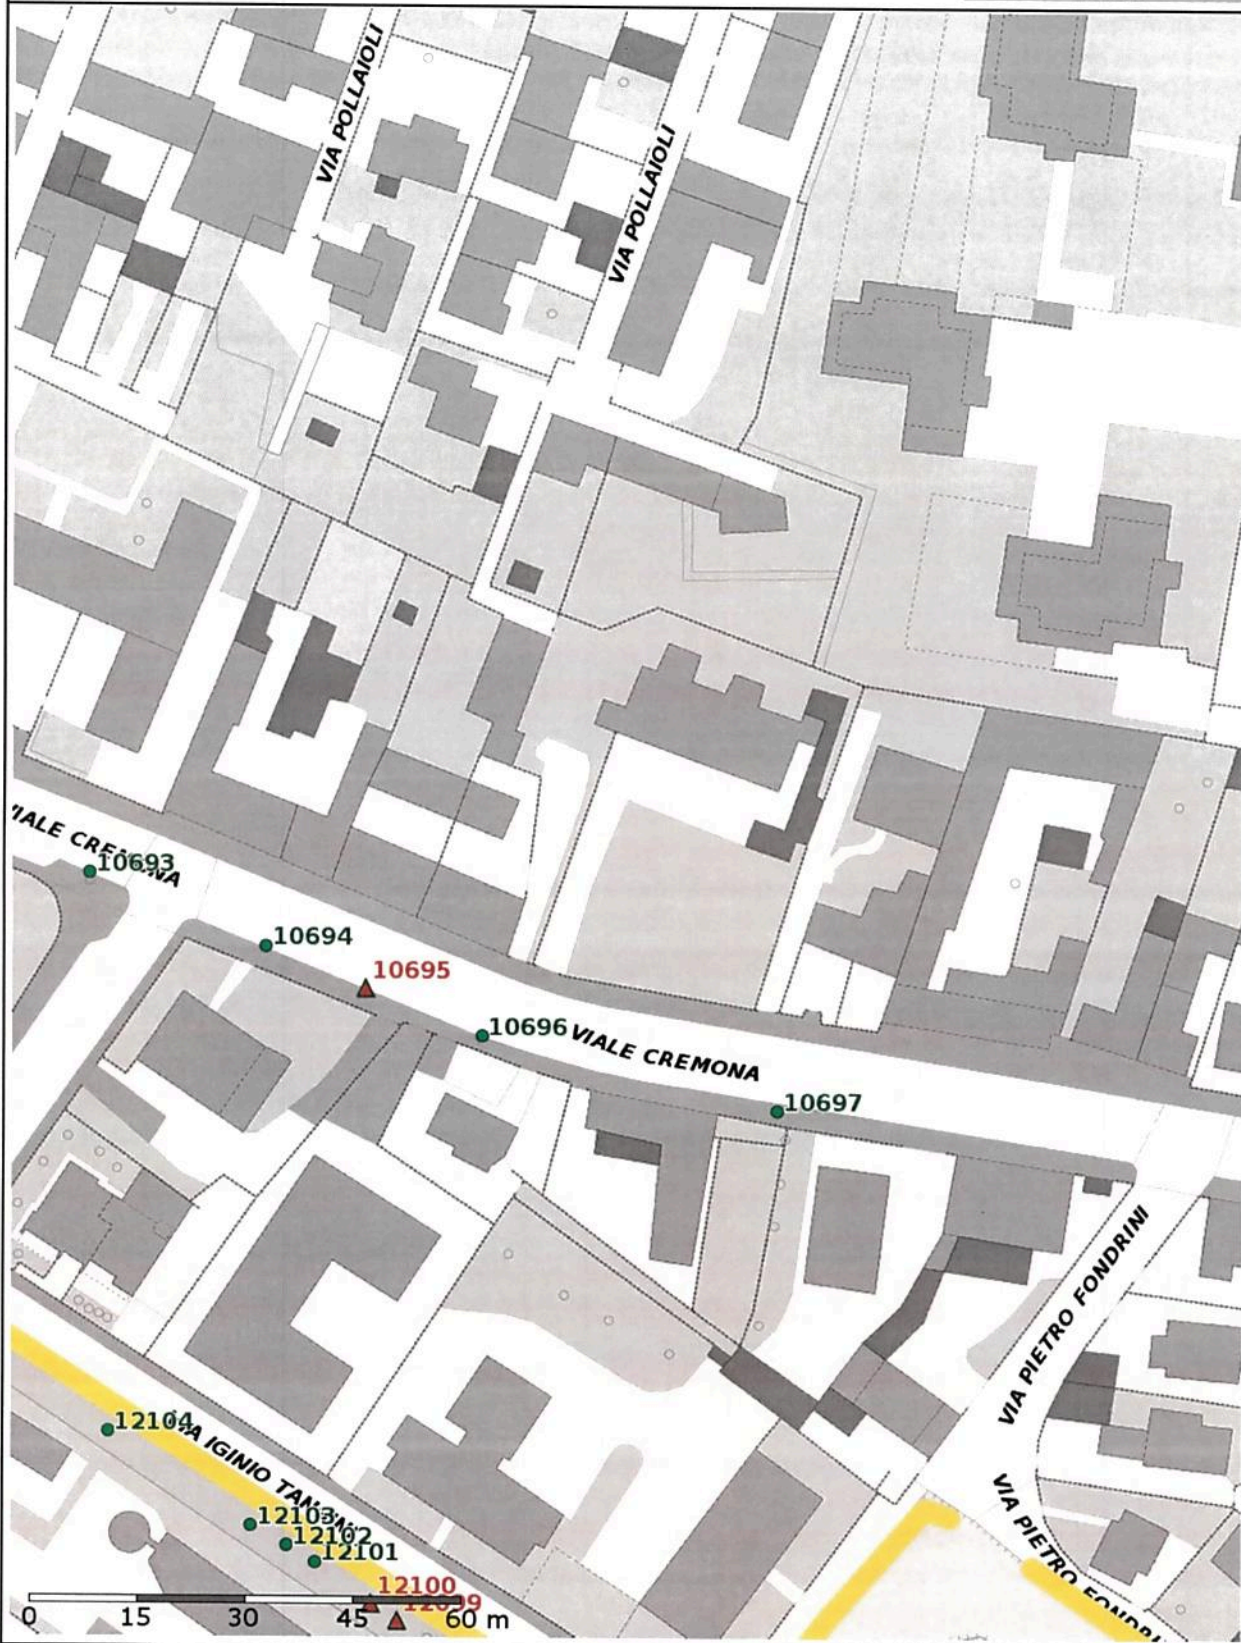 VIA POLLAIOLI
VIA POLLAIOLI
VIALE CREMONA
10693
10694
10695
10696
VIALE CREMONA
10697
VIA PIETRO FONDRINI
12104
VIA IGINIO
12103
12102
12101
VIA PIETRO
12100
0 15 30 45 60 m